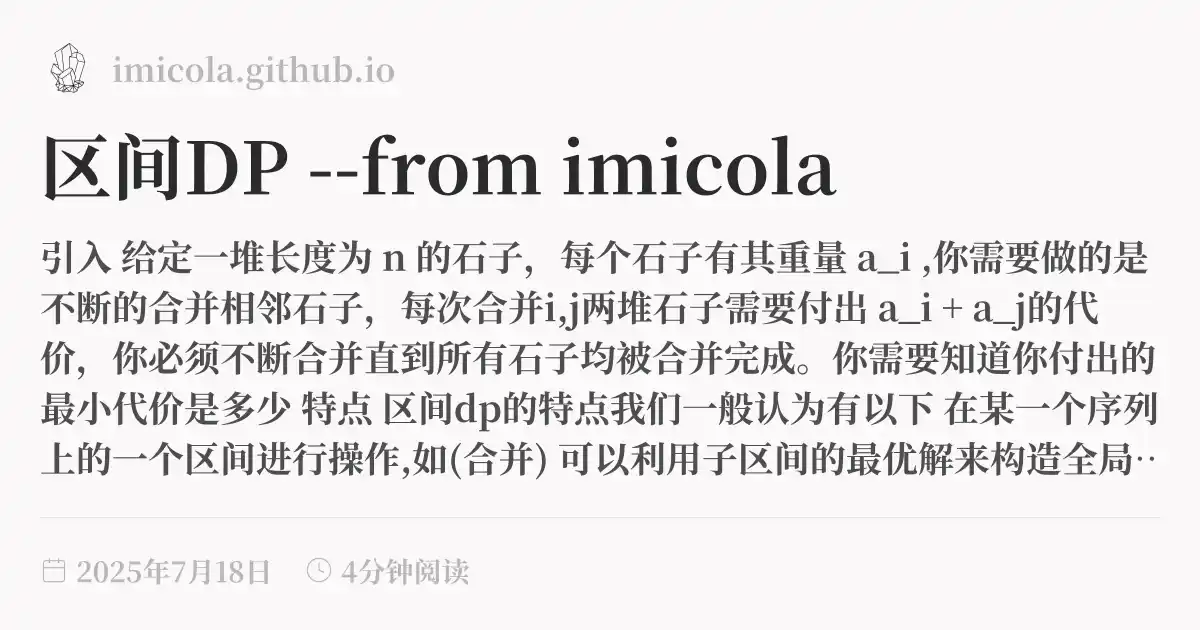 imicola.github.io
区间DP --from imicola
引入 给定一堆长度为 n 的石子，每个石子有其重量 a_i ,你需要做的是
不断的合并相邻石子，每次合并i,j两堆石子需要付出 a_i + a_j的代
价，你必须不断合并直到所有石子均被合并完成。你需要知道你付出的
最小代价是多少 特点 区间dp的特点我们一般认为有以下 在某一个序列
上的一个区间进行操作,如(合并) 可以利用子区间的最优解来构造全局…
2025年7月18日 4分钟阅读